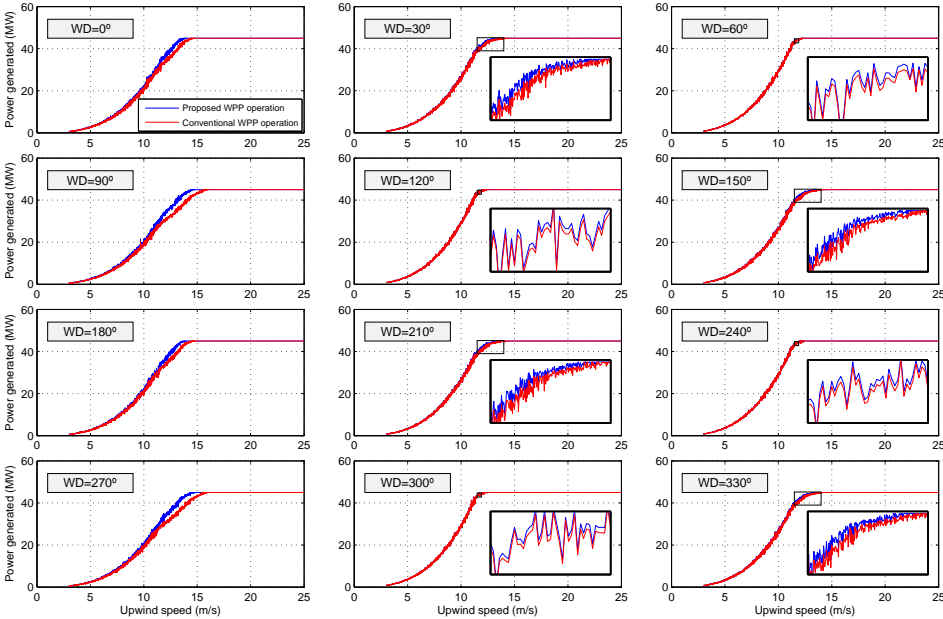 Power generated (MW)
60
40
20
0
WD=0º
Proposed WPP operation
Conventional WPP operation
0 5 10 15 20 25
60
40
20
0
WD=30º
0 5 10 15 20 25
60
40
20
0
WD=60º
0 5 10 15 20 25
Power generated (MW)
60
40
20
0
WD=90º
0 5 10 15 20 25
60
40
20
0
WD=120º
0 5 10 15 20 25
60
40
20
0
WD=150º
0 5 10 15 20 25
Power generated (MW)
60
40
20
0
WD=180º
0 5 10 15 20 25
60
40
20
0
WD=210º
0 5 10 15 20 25
60
40
20
0
WD=240º
0 5 10 15 20 25
Power generated (MW)
60
40
20
0
WD=270º
0 5 10 15 20 25
Upwind speed (m/s)
60
40
20
0
WD=300º
0 5 10 15 20 25
Upwind speed (m/s)
60
40
20
0
WD=330º
0 5 10 15 20 25
Upwind speed (m/s)